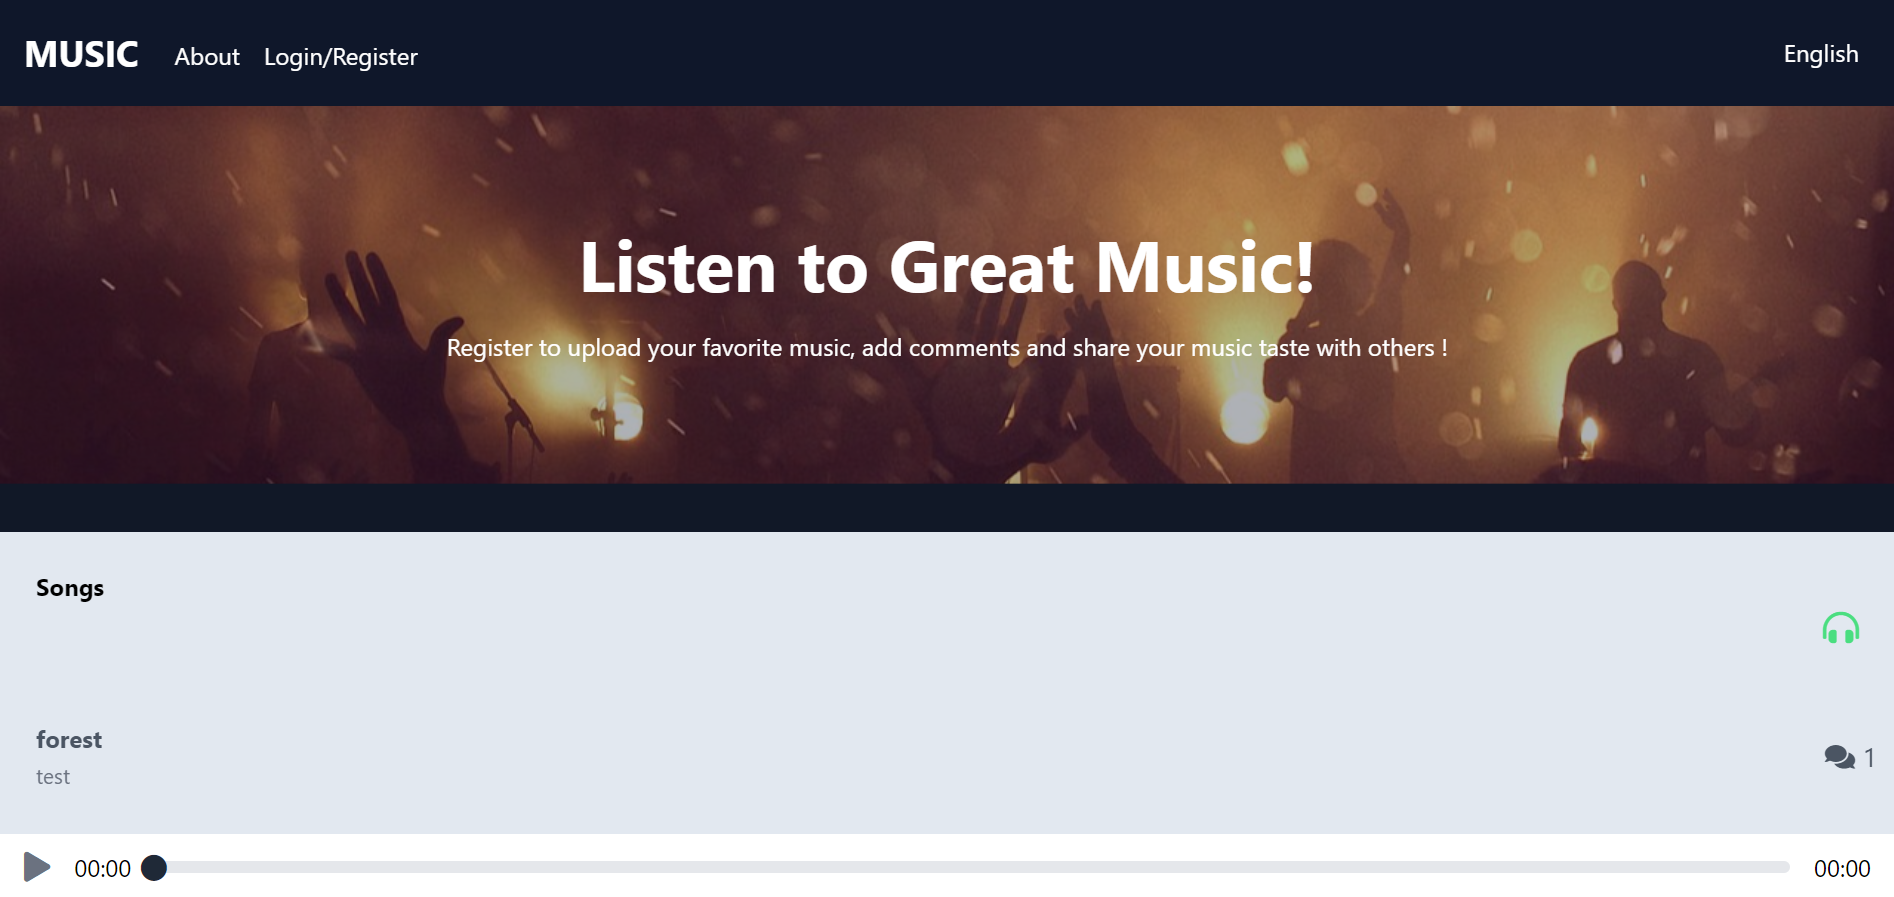 MUSIC About Login/Register English
Listen to Great Music!
Register to upload your favorite music, add comments and share your music taste with others !
Songs
forest
test
1
00:00 00:00